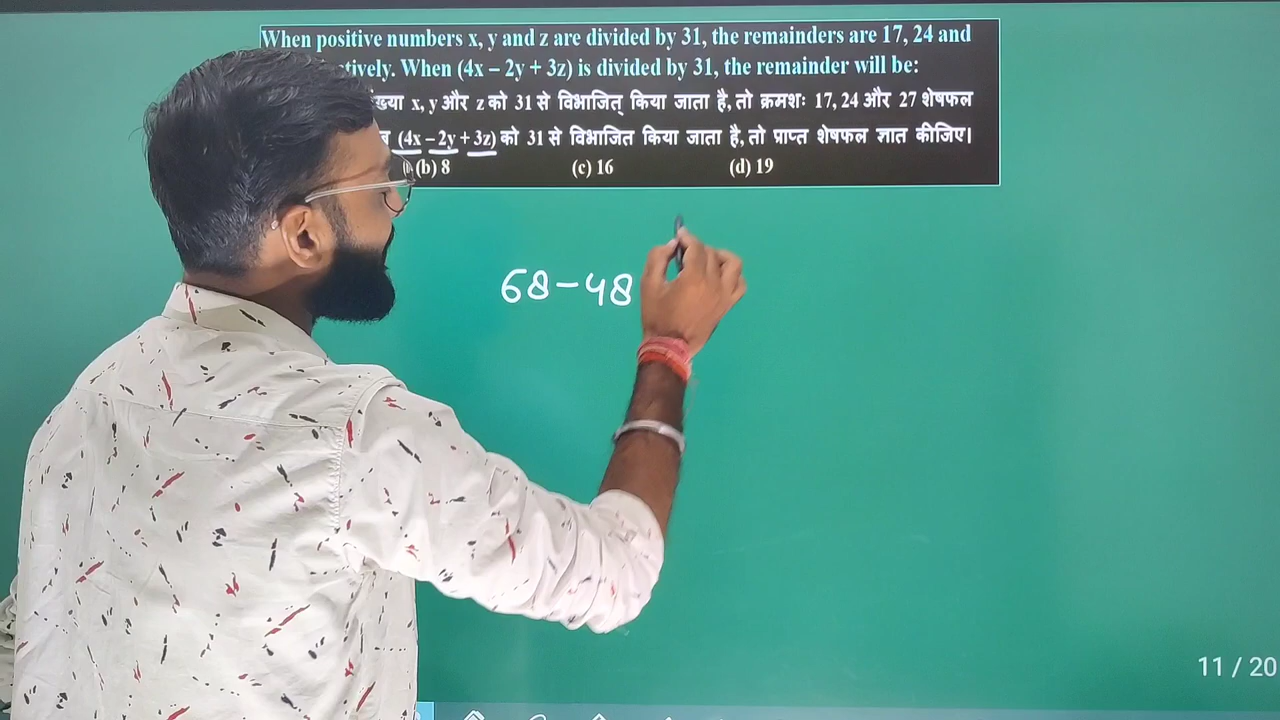 When positive numbers x, y and z are divided by 31, the remainders are 17, 24 and
When (4x – 2y + 3z) is divided by 31, the remainder will be:
x, y और z को 31 से विभाजित् किया जाता है, तो क्रमशः 17, 24 और 27 शेषफल
(4x – 2y + 3z) को 31 से विभाजित किया जाता है, तो प्राप्त शेषफल ज्ञात कीजिए।
(b) 8 (c) 16 (d) 19
68-48
11 / 20